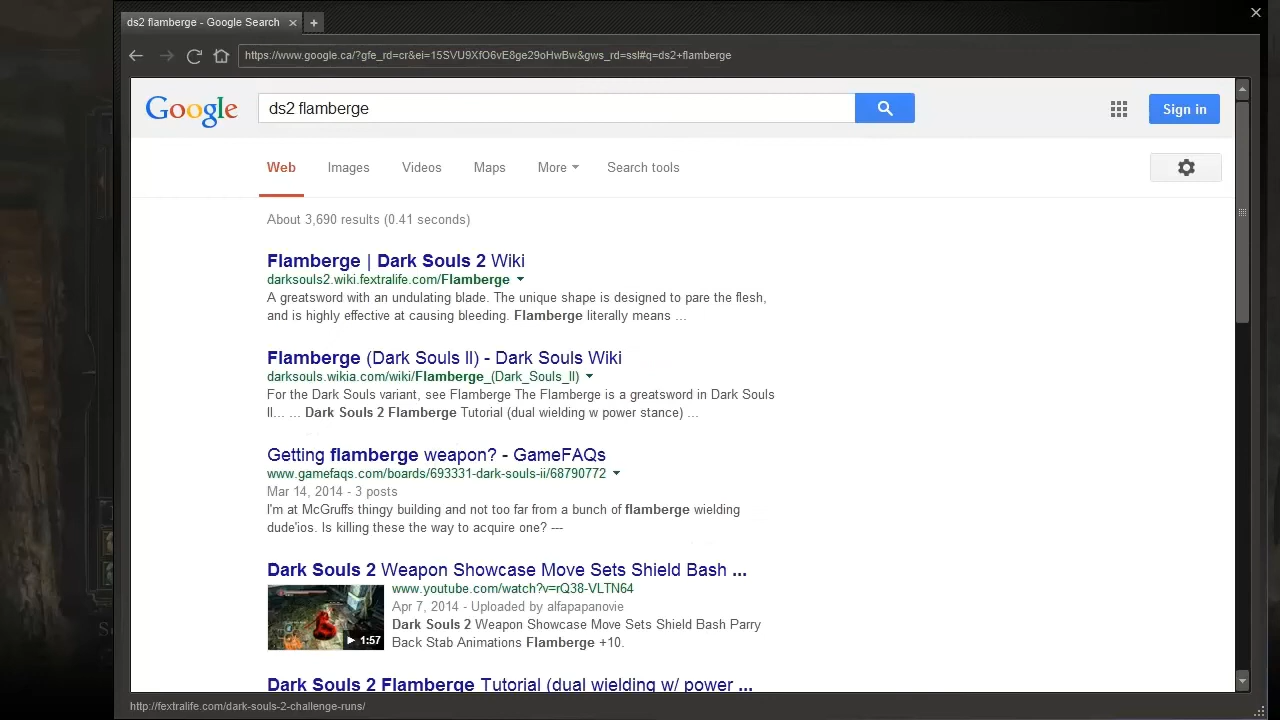 ds2 flamberge - Google Search
https://www.google.ca/?gfe_rd=cr&ei=15SVU9XfO6vE8ge29oHwBw&gws_rd=ssl#q=ds2+flamberge
Google ds2 flamberge Sign in
Web Images Videos Maps More Search tools
About 3,690 results (0.41 seconds)
Flamberge | Dark Souls 2 Wiki
darksouls2.wiki.fextralife.com/Flamberge
A greatsword with an undulating blade. The unique shape is designed to pare the flesh,
and is highly effective at causing bleeding. Flamberge literally means ...
Flamberge (Dark Souls II) - Dark Souls Wiki
darksouls.wikia.com/wiki/Flamberge_(Dark_Souls_II)
For the Dark Souls variant, see Flamberge The Flamberge is a greatsword in Dark Souls
II... ... Dark Souls 2 Flamberge Tutorial (dual wielding w power stance) ...
Getting flamberge weapon? - GameFAQs
www.gamefaqs.com/boards/693331-dark-souls-ii/68790772
Mar 14, 2014 - 3 posts
I'm at McGruffs thingy building and not too far from a bunch of flamberge wielding
dude'ios. Is killing these the way to acquire one? ---
Dark Souls 2 Weapon Showcase Move Sets Shield Bash ...
www.youtube.com/watch?v=rQ38-VLTN64
Apr 7, 2014 - Uploaded by alfapapanovie
Dark Souls 2 Weapon Showcase Move Sets Shield Bash Parry
Back Stab Animations Flamberge +10.
1:57
Dark Souls 2 Flamberge Tutorial (dual wielding w/ power ...
http://fextralife.com/dark-souls-2-challenge-runs/